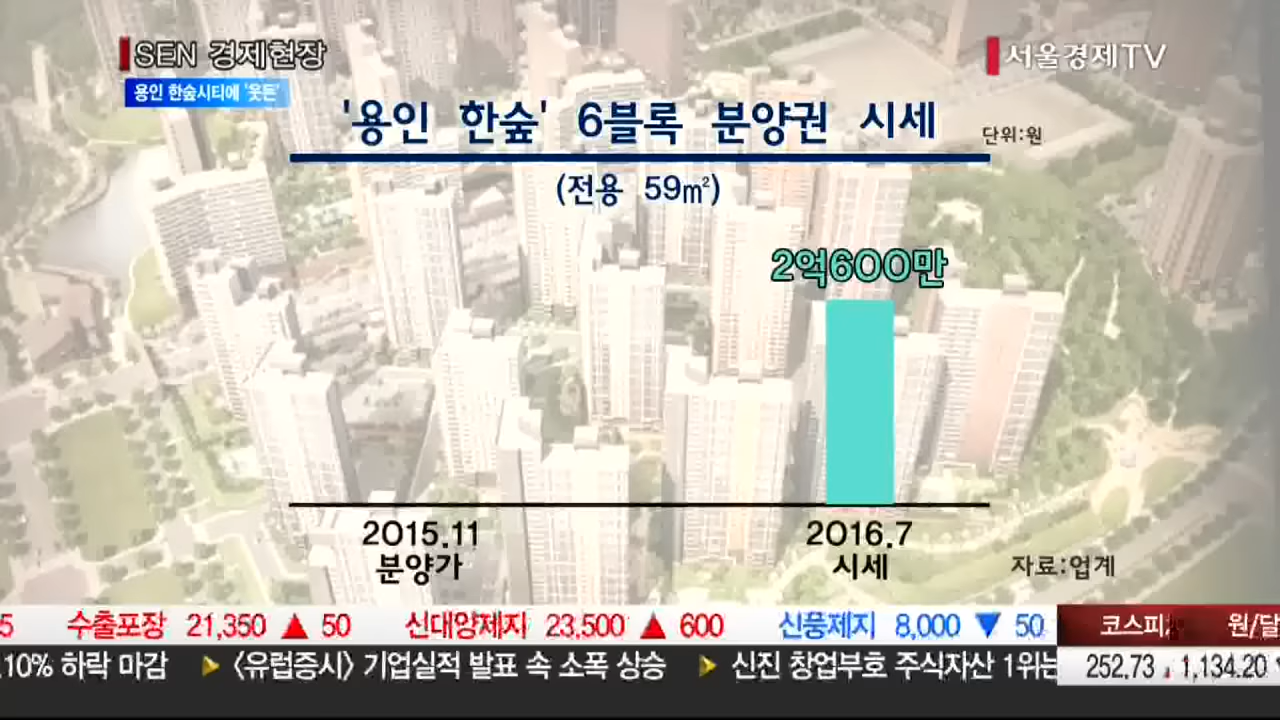 SEN 경제현장
서울경제TV
용인 한숲시티에 '웃돈'
'용인 한숲' 6블록 분양권 시세
단위:원
(전용 59㎡)
2억600만
2015.11
분양가
2016.7
시세
자료:업계
5 수출포장 21,350 ▲ 50 신대양제지 23,500 ▲ 600 신풍제지 8,000 ▼ 50
코스피 원/달
.10% 하락 마감 ▶ 〈유럽증시〉 기업실적 발표 속 소폭 상승 ▶ 신진 창업부호 주식자산 1위는
252.73 1,134.20